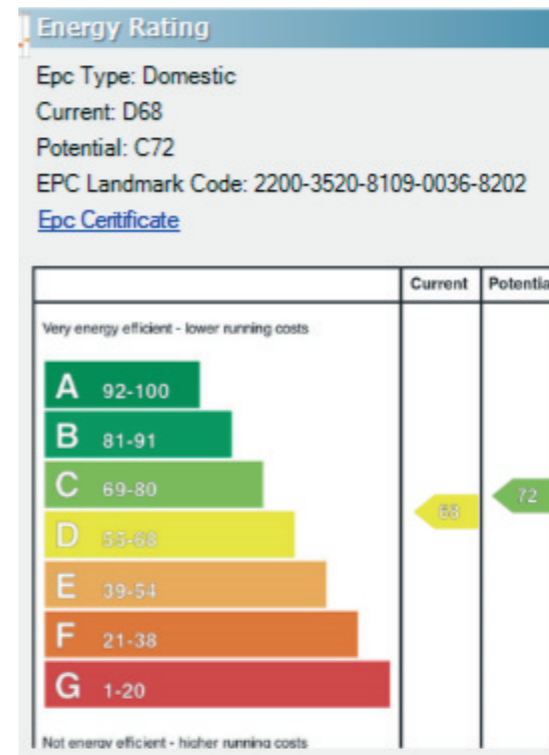 Energy Rating
Epc Type: Domestic
Current: D68
Potential: C72
EPC Landmark Code: 2200-3520-8109-0036-8202
Epc Ceritificate
Current Potentia
Very energy efficient - lower running costs
A 92-100
B 81-91
C 69-80
72
68
D 55-68
E 39-54
F 21-38
G 1-20
Not energy efficient - higher running costs